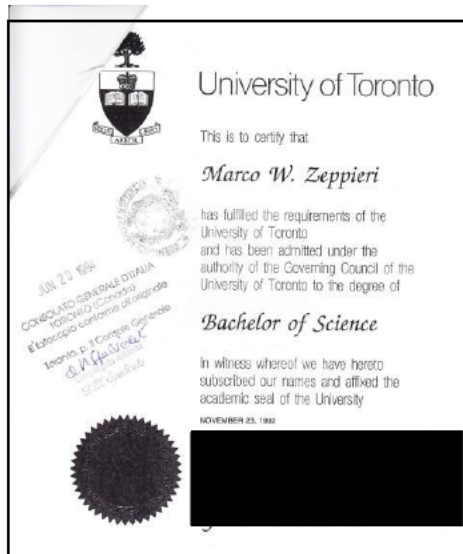 VELUT ARBOR ÆVO
University of Toronto
This is to certify that
Marco W. Zeppieri
has fulfilled the requirements of the
University of Toronto
and has been admitted under the
authority of the Governing Council of the
University of Toronto to the degree of
JUN 20 1994
CONSOLATO GENERALE D'ITALIA
TORONTO (Canada)
E' fotocopia conforme all'originale
Toronto, p. Il Console Generale
Bachelor of Science
In witness whereof we have hereto
subscribed our names and affixed the
academic seal of the University
NOVEMBER 23, 1992